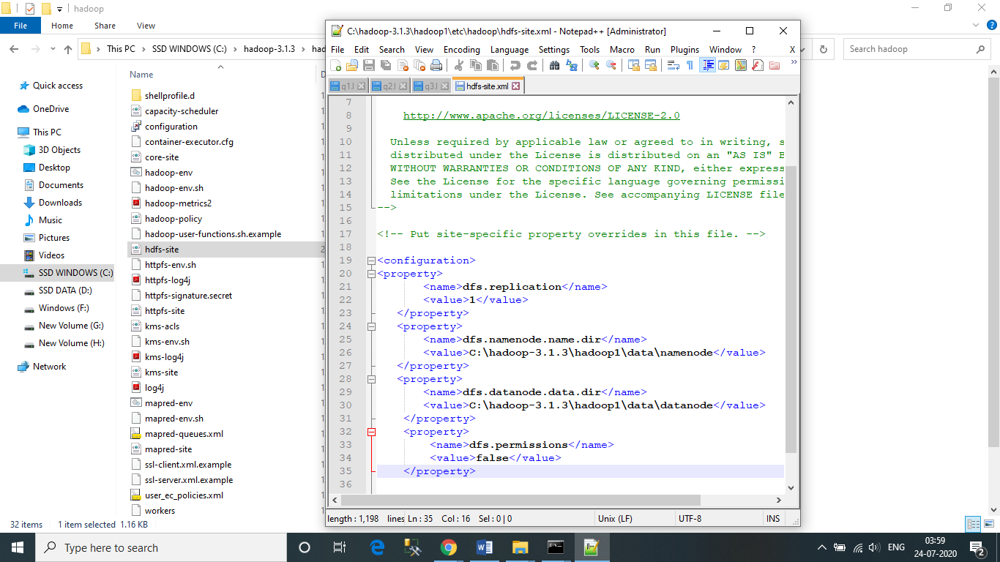 hadoop
File
Home
Share
View
This PC
SSD WINDOWS (C:)
hadoop-3.1.3
Search hadoop
Quick access
OneDrive
This PC
3D Objects
Desktop
Documents
Downloads
Music
Pictures
Videos
SSD WINDOWS (C:)
SSD DATA (D:)
Windows (F:)
New Volume (G:)
New Volume (H:)
Network
Name
shellprofile.d
capacity-scheduler
configuration
container-executor.cfg
core-site
hadoop-env
hadoop-env.sh
hadoop-metrics2
hadoop-policy
hadoop-user-functions.sh.example
hdfs-site
httpfs-env.sh
httpfs-log4j
httpfs-signature.secret
httpfs-site
kms-acls
kms-env.sh
kms-log4j
kms-site
log4j
mapred-env
mapred-env.sh
mapred-queues.xml
mapred-site
ssl-client.xml.example
ssl-server.xml.example
user_ec_policies.xml
workers
32 items 1 item selected 1.16 KB
C:\hadoop-3.1.3\hadoop1\etc\hadoop\hdfs-site.xml - Notepad++ [Administrator]
File Edit Search View Encoding Language Settings Tools Macro Run Plugins Window ? X
q1.l q2.l q3.l hdfs-site.xml
7
8 http://www.apache.org/licenses/LICENSE-2.0
9
10 Unless required by applicable law or agreed to in writing, s
11 distributed under the License is distributed on an "AS IS" B
12 WITHOUT WARRANTIES OR CONDITIONS OF ANY KIND, either express
13 See the License for the specific language governing permissi
14 limitations under the License. See accompanying LICENSE file
15 -->
16
17 <!-- Put site-specific property overrides in this file. -->
18
19 <configuration>
20 <property>
21 <name>dfs.replication</name>
22 <value>1</value>
23 </property>
24 <property>
25 <name>dfs.namenode.name.dir</name>
26 <value>C:\hadoop-3.1.3\hadoop1\data\namenode</value>
27 </property>
28 <property>
29 <name>dfs.datanode.data.dir</name>
30 <value>C:\hadoop-3.1.3\hadoop1\data\datanode</value>
31 </property>
32 <property>
33 <name>dfs.permissions</name>
34 <value>false</value>
35 </property>
36
length : 1,198 lines Ln : 35 Col : 16 Sel : 0 | 0 Unix (LF) UTF-8 INS
Type here to search
ENG
03:59
24-07-2020
2